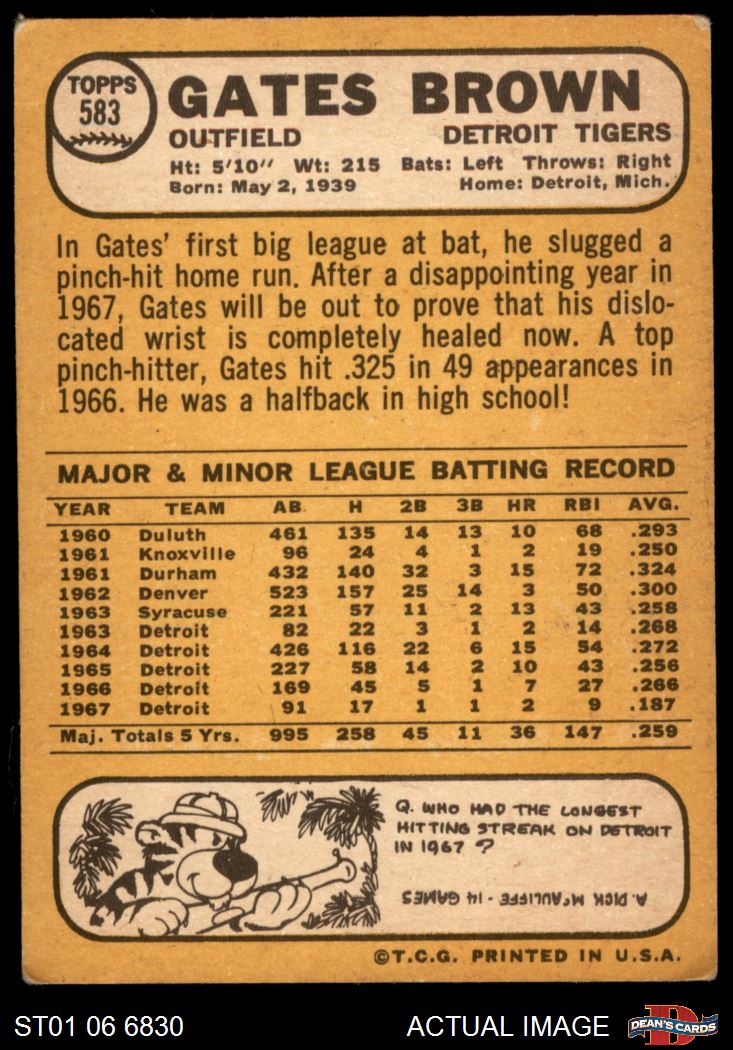 TOPPS
583
GATES BROWN
OUTFIELD DETROIT TIGERS
Ht: 5'10" Wt: 215 Bats: Left Throws: Right
Born: May 2, 1939 Home: Detroit, Mich.
In Gates' first big league at bat, he slugged a
pinch-hit home run. After a disappointing year in
1967, Gates will be out to prove that his dislo-
cated wrist is completely healed now. A top
pinch-hitter, Gates hit .325 in 49 appearances in
1966. He was a halfback in high school!
MAJOR & MINOR LEAGUE BATTING RECORD
YEAR TEAM AB H 2B 3B HR RBI AVG.
1960 Duluth 461 135 14 13 10 68 .293
1961 Knoxville 96 24 4 1 2 19 .250
1961 Durham 432 140 32 3 15 72 .324
1962 Denver 523 157 25 14 3 50 .300
1963 Syracuse 221 57 11 2 13 43 .258
1963 Detroit 82 22 3 1 2 14 .268
1964 Detroit 426 116 22 6 15 54 .272
1965 Detroit 227 58 14 2 10 43 .256
1966 Detroit 169 45 5 1 7 27 .266
1967 Detroit 91 17 1 1 2 9 .187
Maj. Totals 5 Yrs. 995 258 45 11 36 147 .259
Q. WHO HAD THE LONGEST
HITTING STREAK ON DETROIT
IN 1967 ?
A. DICK McAULIFFE - 14 GAMES
©T.C.G. PRINTED IN U.S.A.
ST01 06 6830 ACTUAL IMAGE DEAN'S CARDS